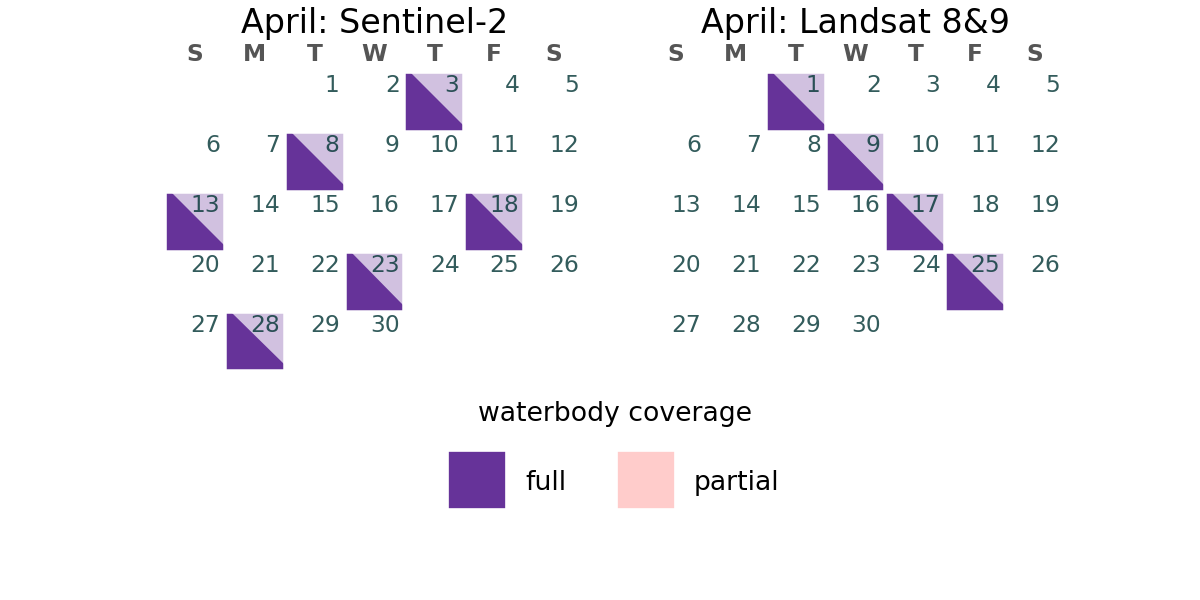 April: Sentinel-2
S M T W T F S
1 2 3 4 5
6 7 8 9 10 11 12
13 14 15 16 17 18 19
20 21 22 23 24 25 26
27 28 29 30
April: Landsat 8&9
S M T W T F S
1 2 3 4 5
6 7 8 9 10 11 12
13 14 15 16 17 18 19
20 21 22 23 24 25 26
27 28 29 30
waterbody coverage
full
partial